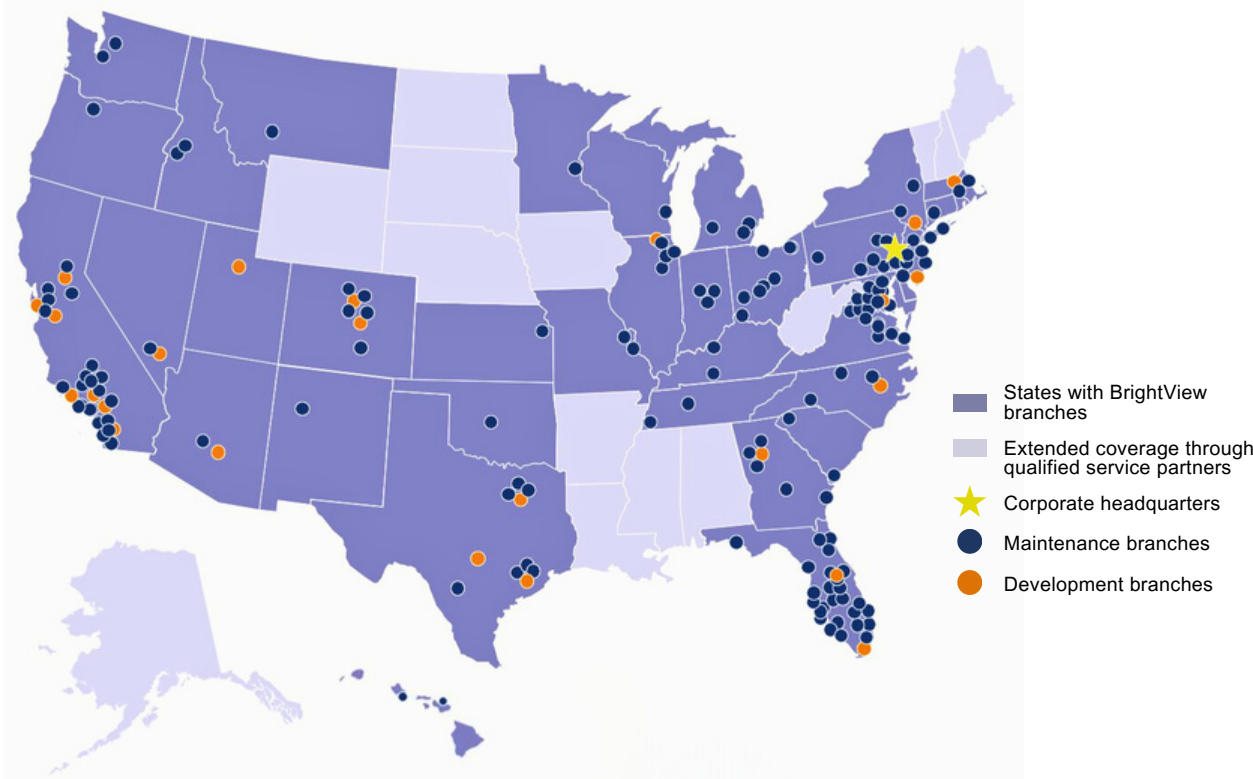 States with BrightView
branches
Extended coverage through
qualified service partners
Corporate headquarters
Maintenance branches
Development branches